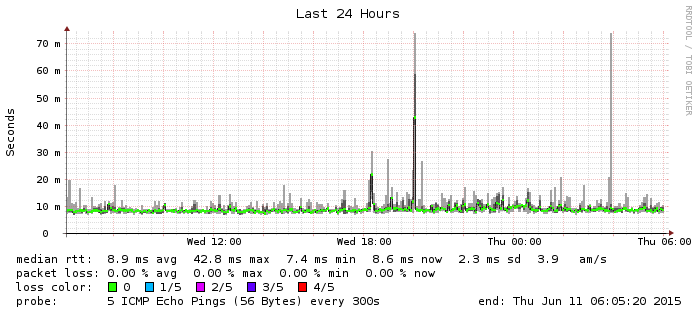 Last 24 Hours
RRDTOOL / TOBI OETIKER
Seconds
70 m
60 m
50 m
40 m
30 m
20 m
10 m
0
Wed 12:00 Wed 18:00 Thu 00:00 Thu 06:00
median rtt: 8.9 ms avg 42.8 ms max 7.4 ms min 8.6 ms now 2.3 ms sd 3.9 am/s
packet loss: 0.00 % avg 0.00 % max 0.00 % min 0.00 % now
loss color: 0 1/5 2/5 3/5 4/5
probe: 5 ICMP Echo Pings (56 Bytes) every 300s end: Thu Jun 11 06:05:20 2015